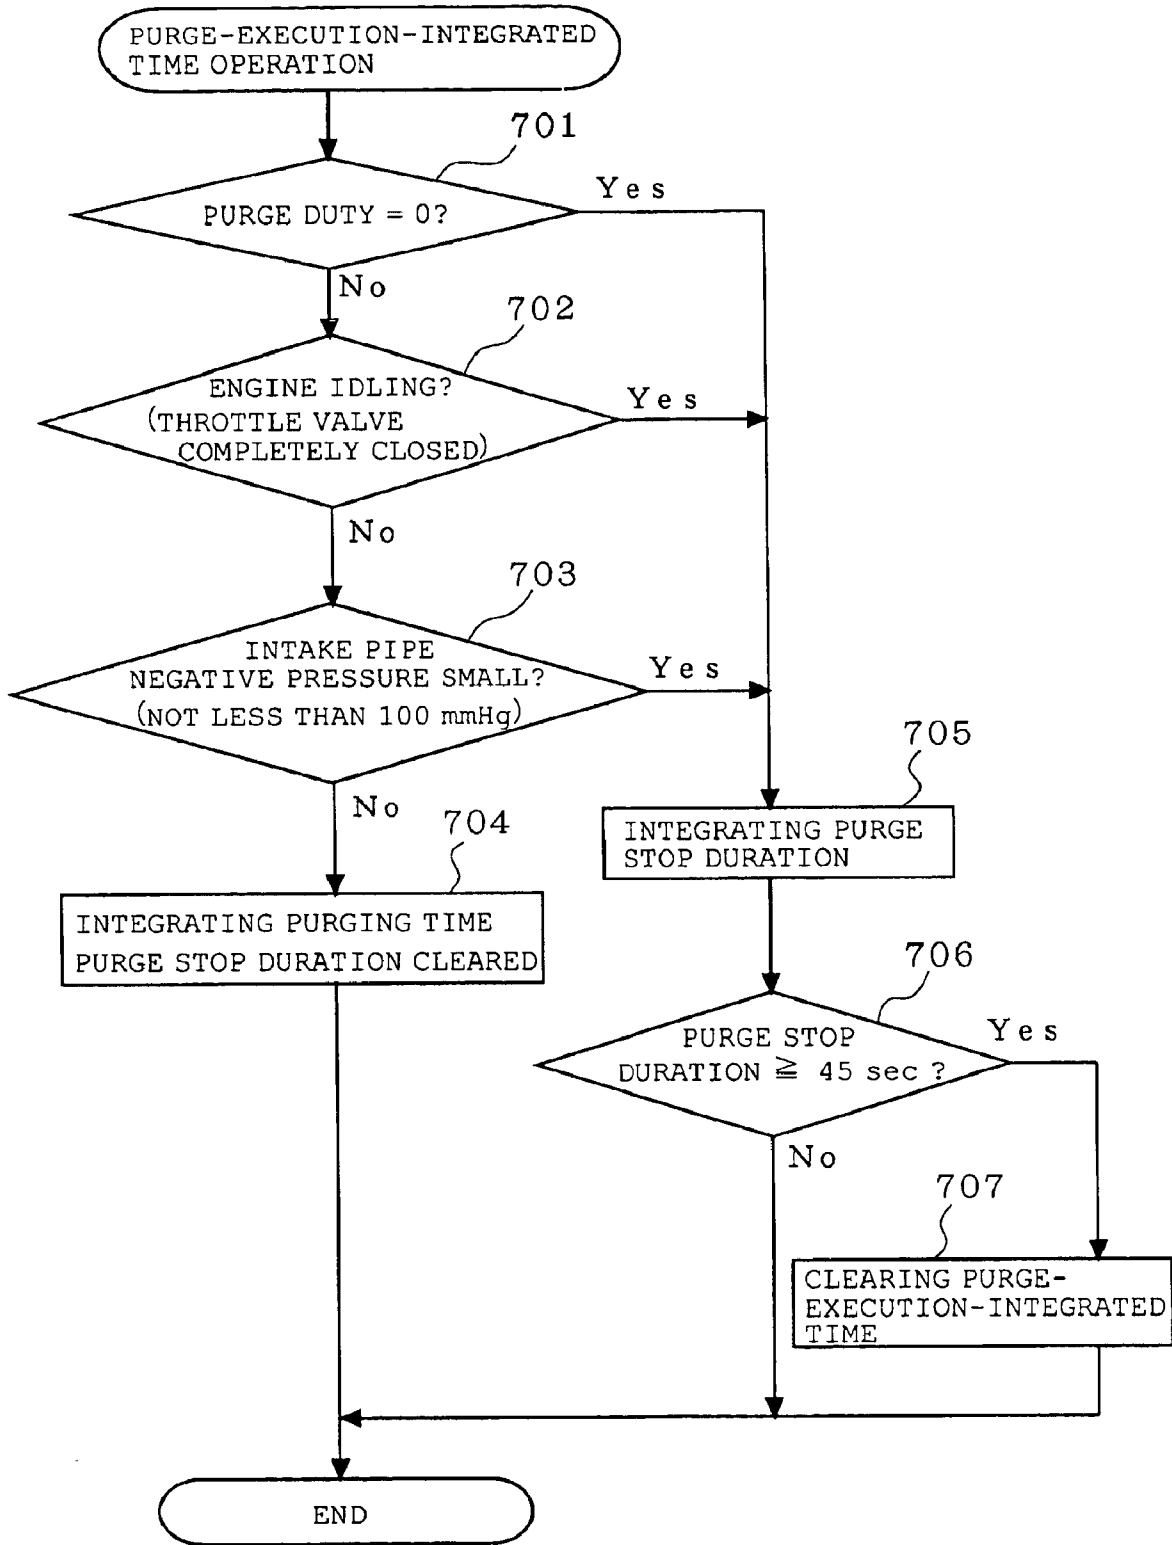 PURGE-EXECUTION-INTEGRATED
TIME OPERATION
701
PURGE DUTY = 0?
Yes
No
702
ENGINE IDLING?
(THROTTLE VALVE
COMPLETELY CLOSED)
Yes
No
703
INTAKE PIPE
NEGATIVE PRESSURE SMALL?
(NOT LESS THAN 100 mmHg)
Yes
No
704
INTEGRATING PURGING TIME
PURGE STOP DURATION CLEARED
705
INTEGRATING PURGE
STOP DURATION
706
PURGE STOP
DURATION ≧ 45 sec ?
Yes
No
707
CLEARING PURGE-
EXECUTION-INTEGRATED
TIME
END